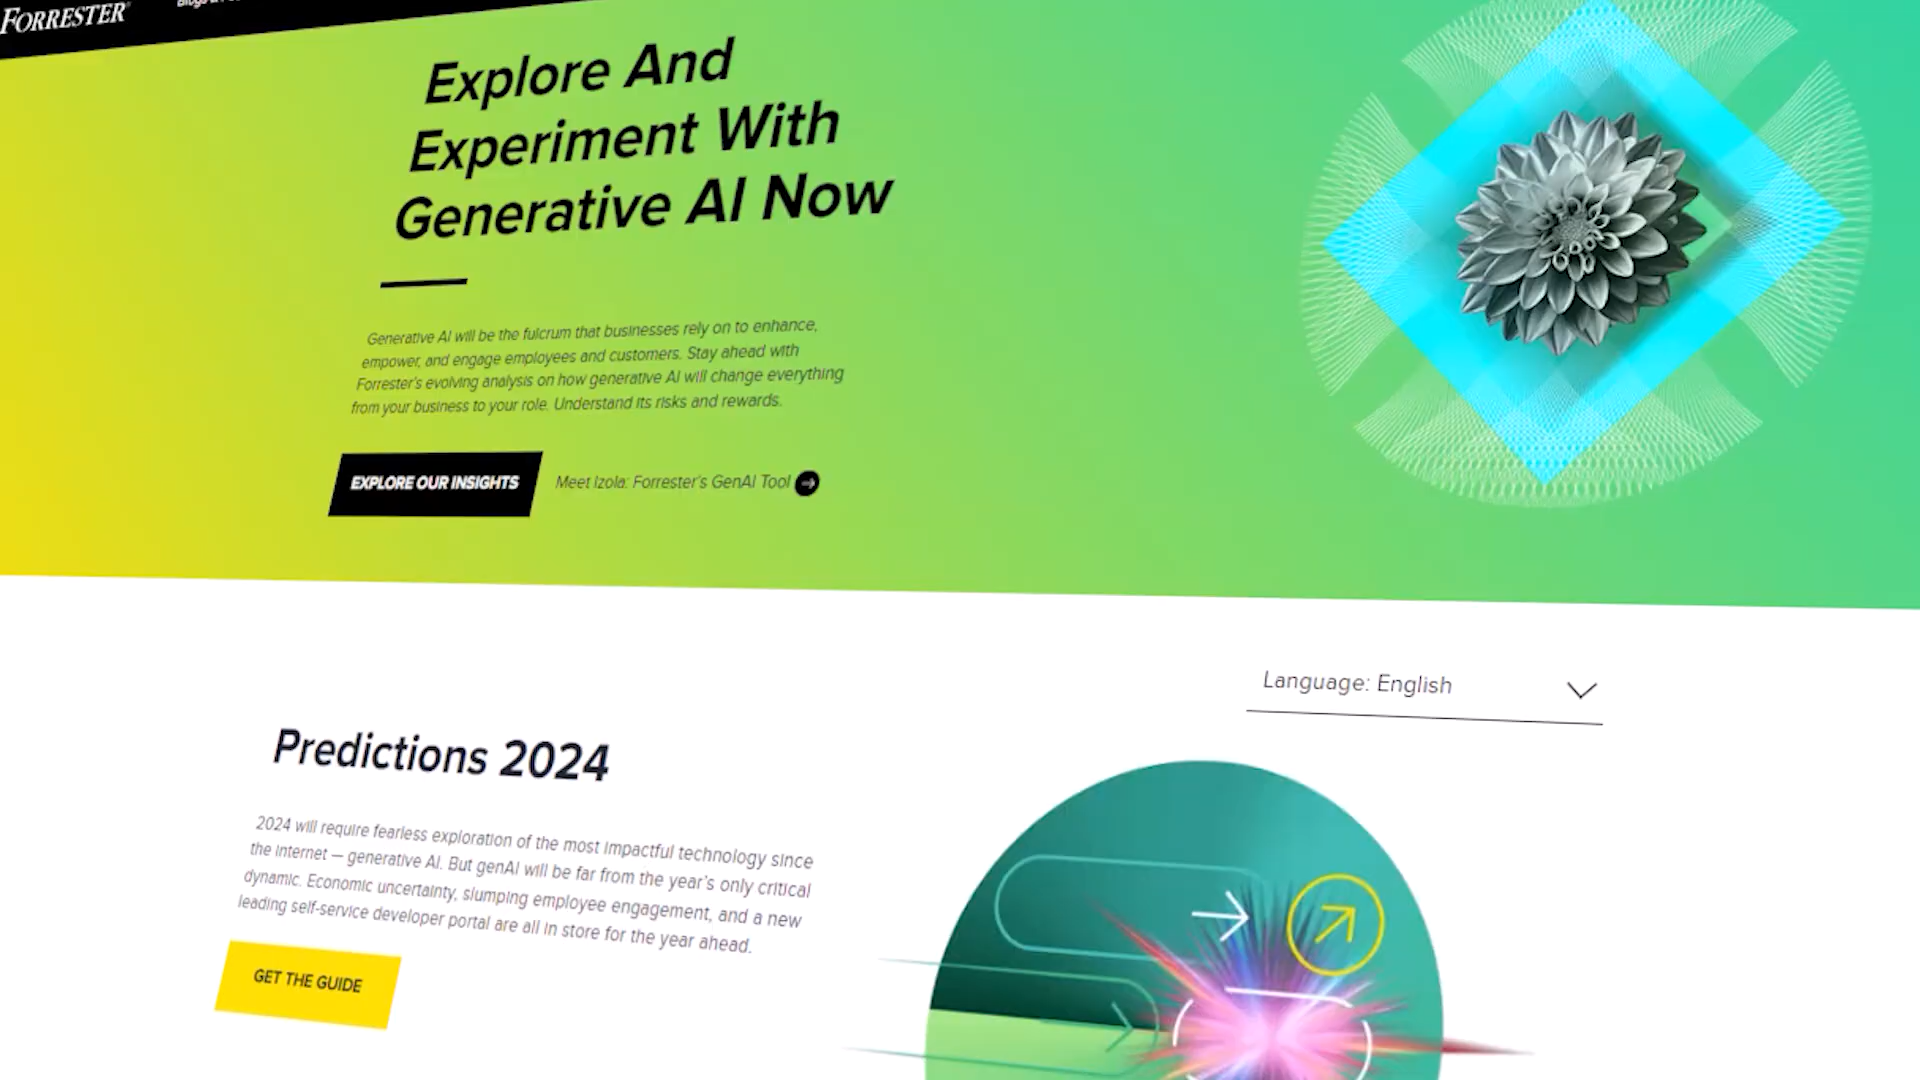 FORRESTER
Explore And
Experiment With
Generative AI Now
Generative AI will be the fulcrum that businesses rely on to enhance,
empower, and engage employees and customers. Stay ahead with
Forrester's evolving analysis on how generative AI will change everything
from your business to your role. Understand its risks and rewards.
EXPLORE OUR INSIGHTS
Meet Izola: Forrester's GenAI Tool
Language: English
Predictions 2024
2024 will require fearless exploration of the most impactful technology since
the internet — generative AI. But genAI will be far from the year's only critical
dynamic. Economic uncertainty, slumping employee engagement, and a new
leading self-service developer portal are all in store for the year ahead.
GET THE GUIDE